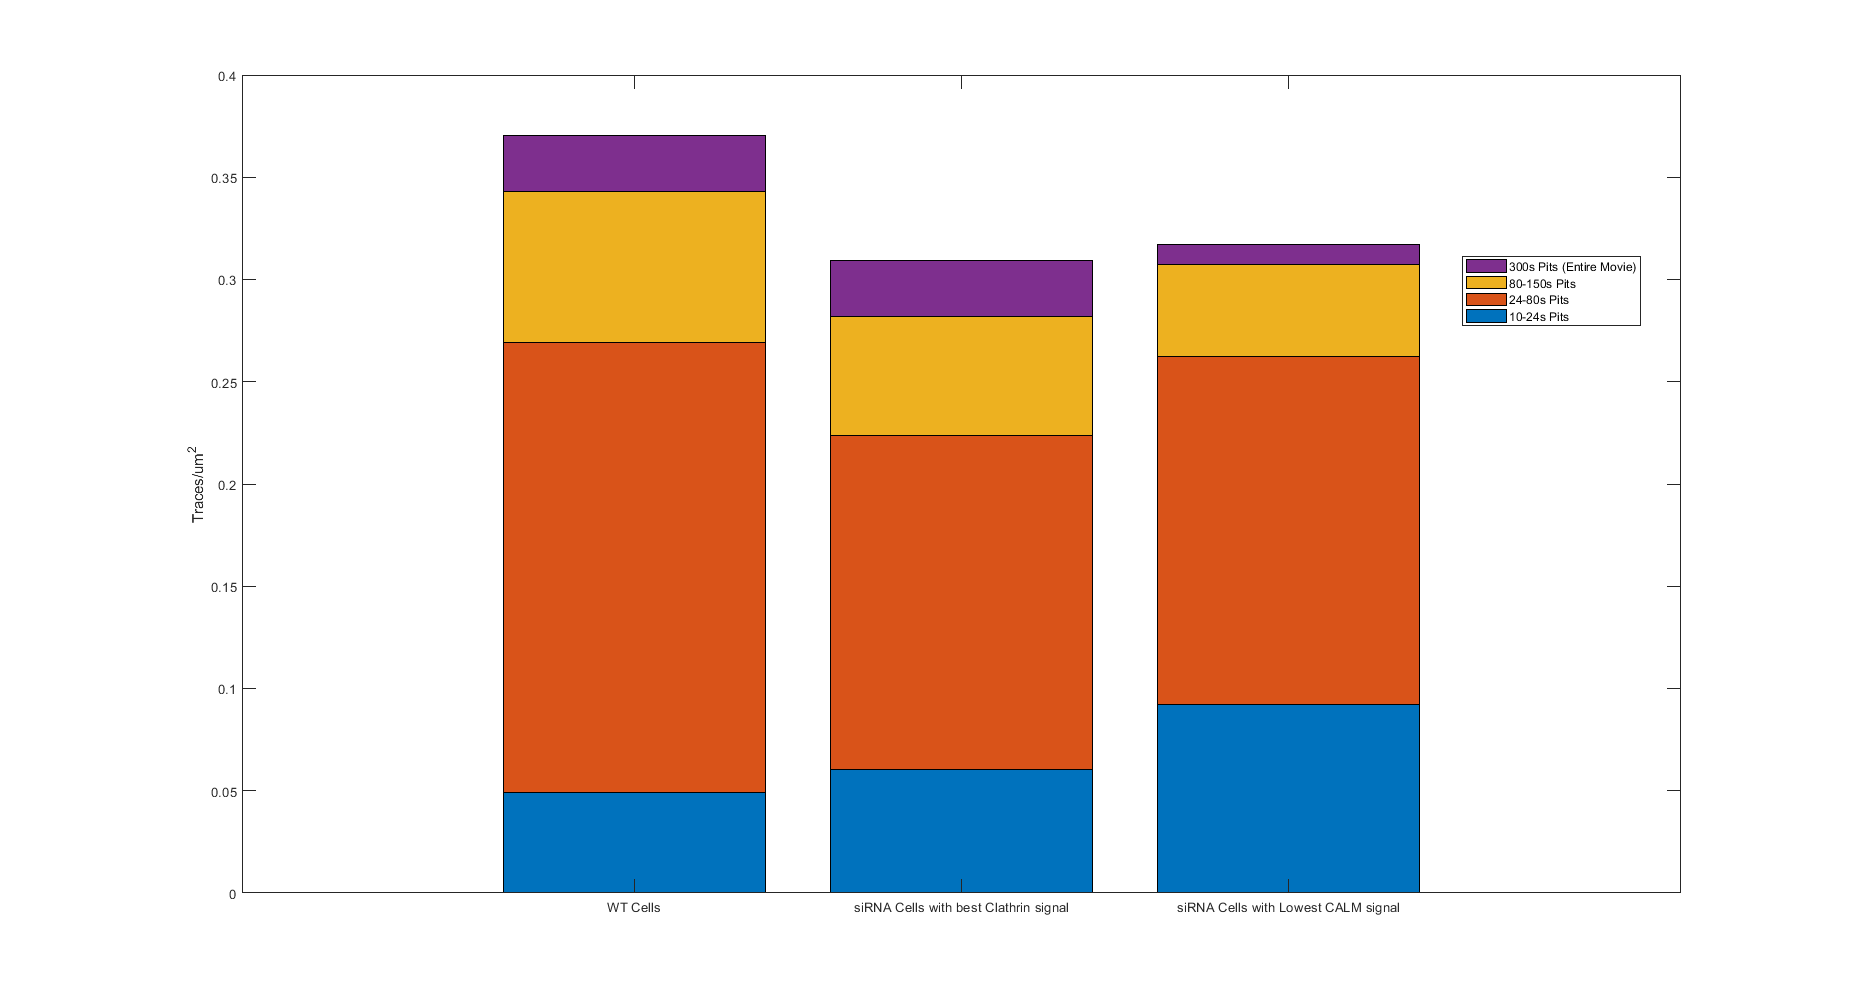 0.4
0.35
0.3
0.25
0.2
0.15
0.1
0.05
0
Traces/um²
300s Pits (Entire Movie)
80-150s Pits
24-80s Pits
10-24s Pits
WT Cells
siRNA Cells with best Clathrin signal
siRNA Cells with Lowest CALM signal